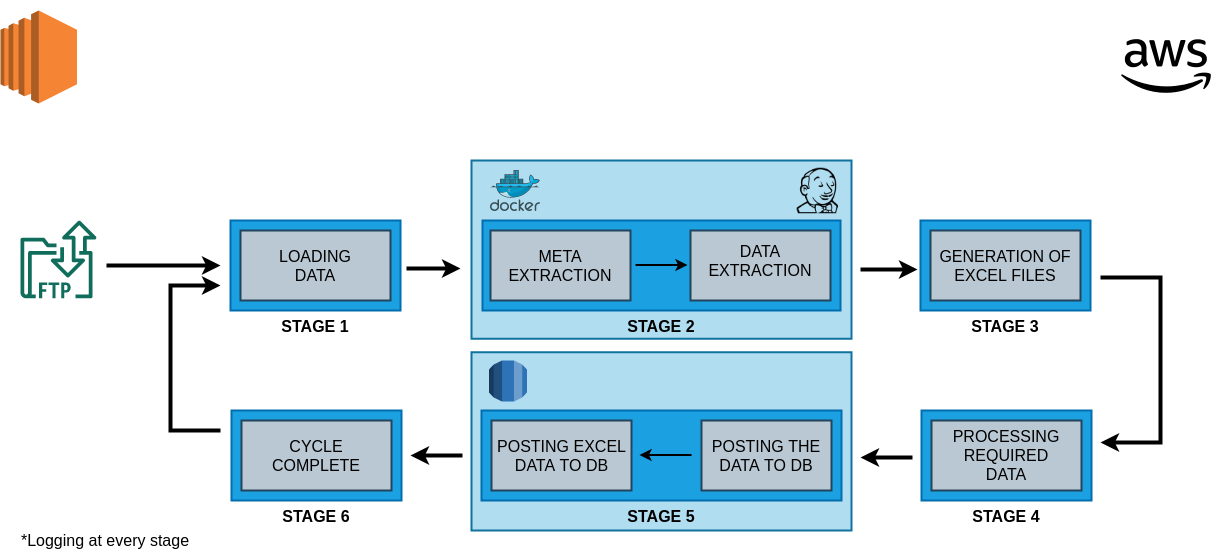 aws
docker
FTP
LOADING
DATA
STAGE 1
META
EXTRACTION
DATA
EXTRACTION
STAGE 2
GENERATION OF
EXCEL FILES
STAGE 3
PROCESSING
REQUIRED
DATA
STAGE 4
POSTING THE
DATA TO DB
POSTING EXCEL
DATA TO DB
STAGE 5
CYCLE
COMPLETE
STAGE 6
*Logging at every stage